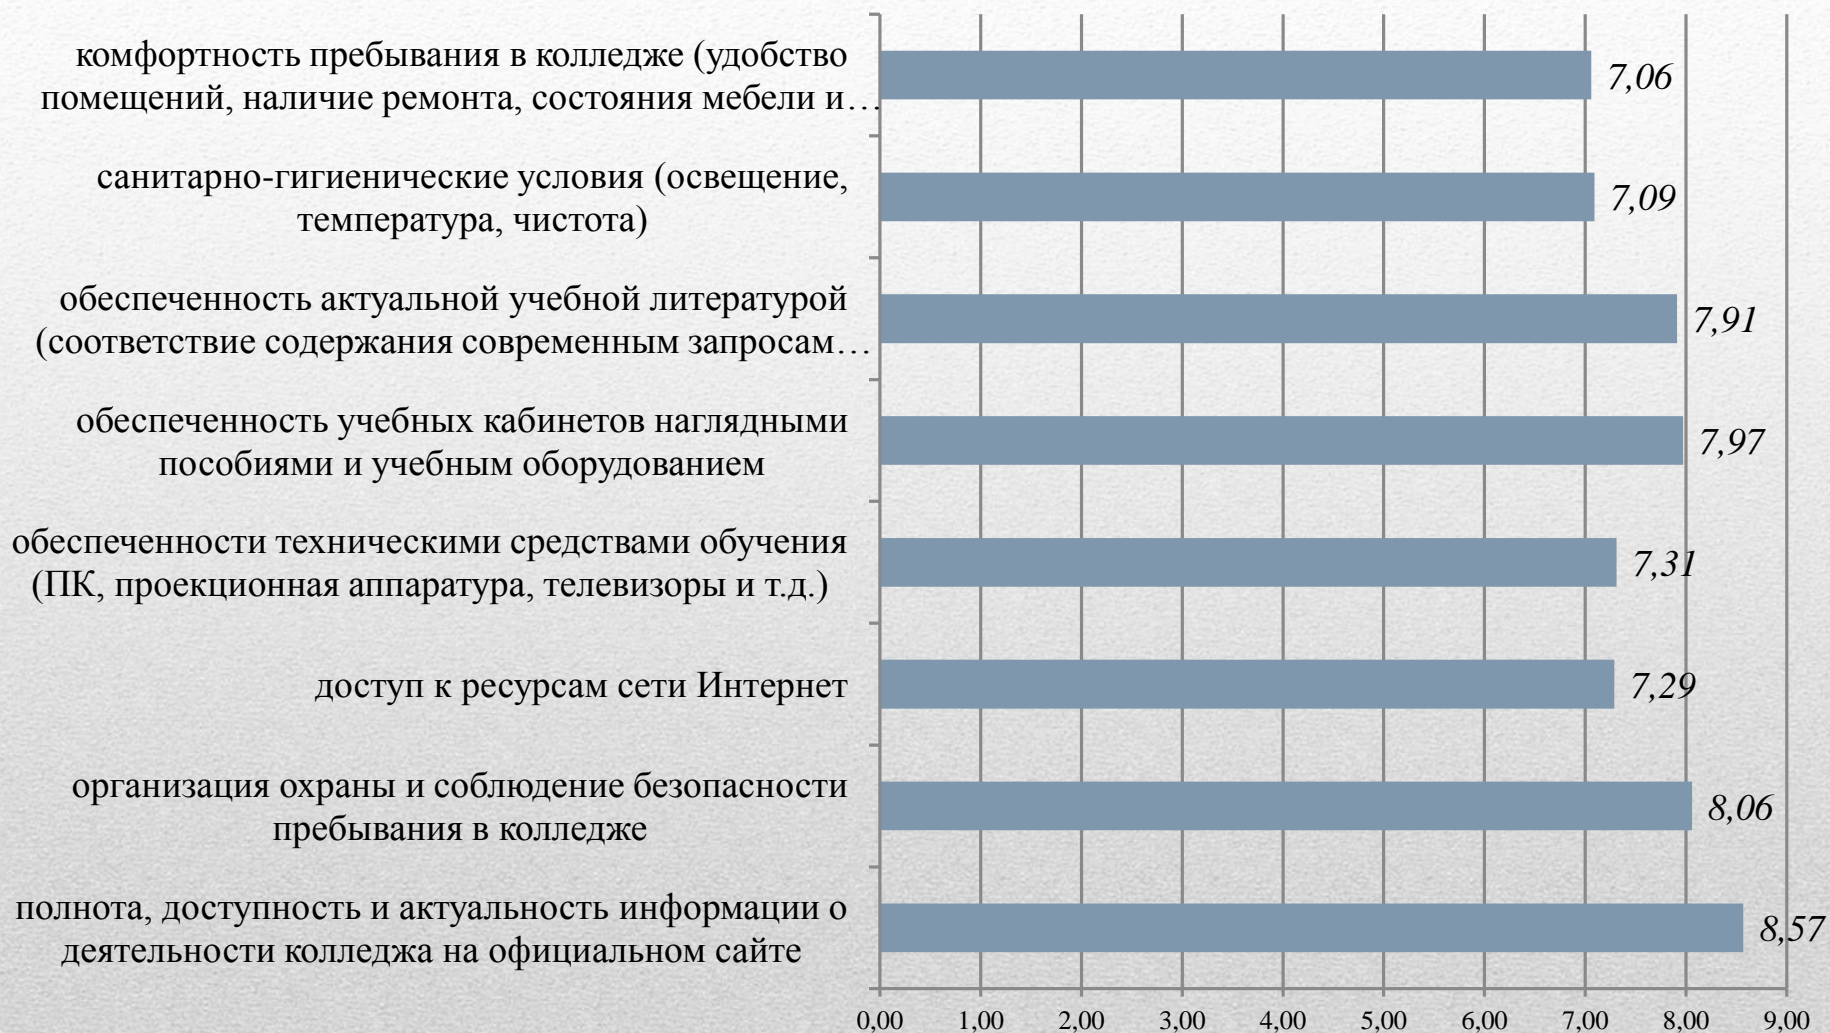 комфортность пребывания в колледже (удобство
помещений, наличие ремонта, состояния мебели и…
7,06
санитарно-гигиенические условия (освещение,
температура, чистота)
7,09
обеспеченность актуальной учебной литературой
(соответствие содержания современным запросам…
7,91
обеспеченность учебных кабинетов наглядными
пособиями и учебным оборудованием
7,97
обеспеченности техническими средствами обучения
(ПК, проекционная аппаратура, телевизоры и т.д.)
7,31
доступ к ресурсам сети Интернет
7,29
организация охраны и соблюдение безопасности
пребывания в колледже
8,06
полнота, доступность и актуальность информации о
деятельности колледжа на официальном сайте
8,57
0,00 1,00 2,00 3,00 4,00 5,00 6,00 7,00 8,00 9,00